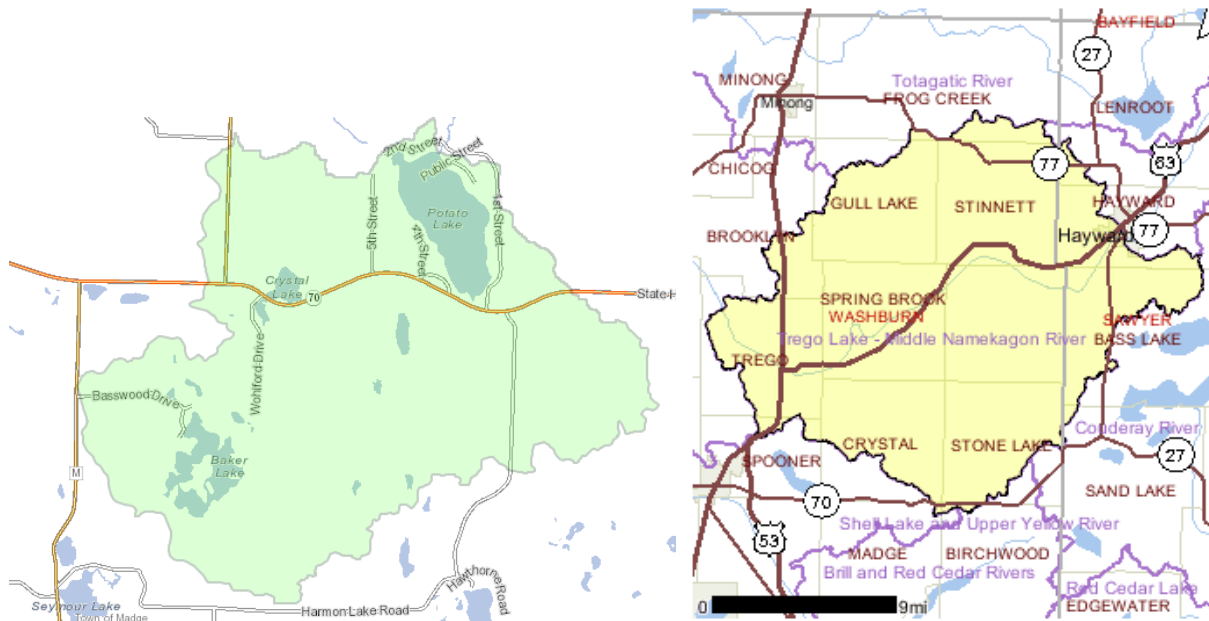 2nd Street
Public Street
Potato
Lake
1st Street
5th Street
4th Street
Crystal
Lake
70
State H
Wohlford Drive
Basswood Drive
Baker
Lake
M
Hawthorne Road
Harmon Lake Road
Seymour Lake
Town of Madge
BAYFIELD
27
MINONG
Totagatic River
Minong
FROG CREEK
LENROOT
63
CHICOG
77
GULL LAKE
STINNETT
HAYWARD
BROOKLYN
Hayward
77
SPRING BROOK
WASHBURN
SAWYER
Trego Lake - Middle Namekagon River
BASS LAKE
TREGO
CRYSTAL
STONE LAKE
Couderay River
SPOONER
27
70
SAND LAKE
Shell Lake and Upper Yellow River
53
MADGE
BIRCHWOOD
Brill and Red Cedar Rivers
Red Cedar Lake
0
9mi
EDGEWATER